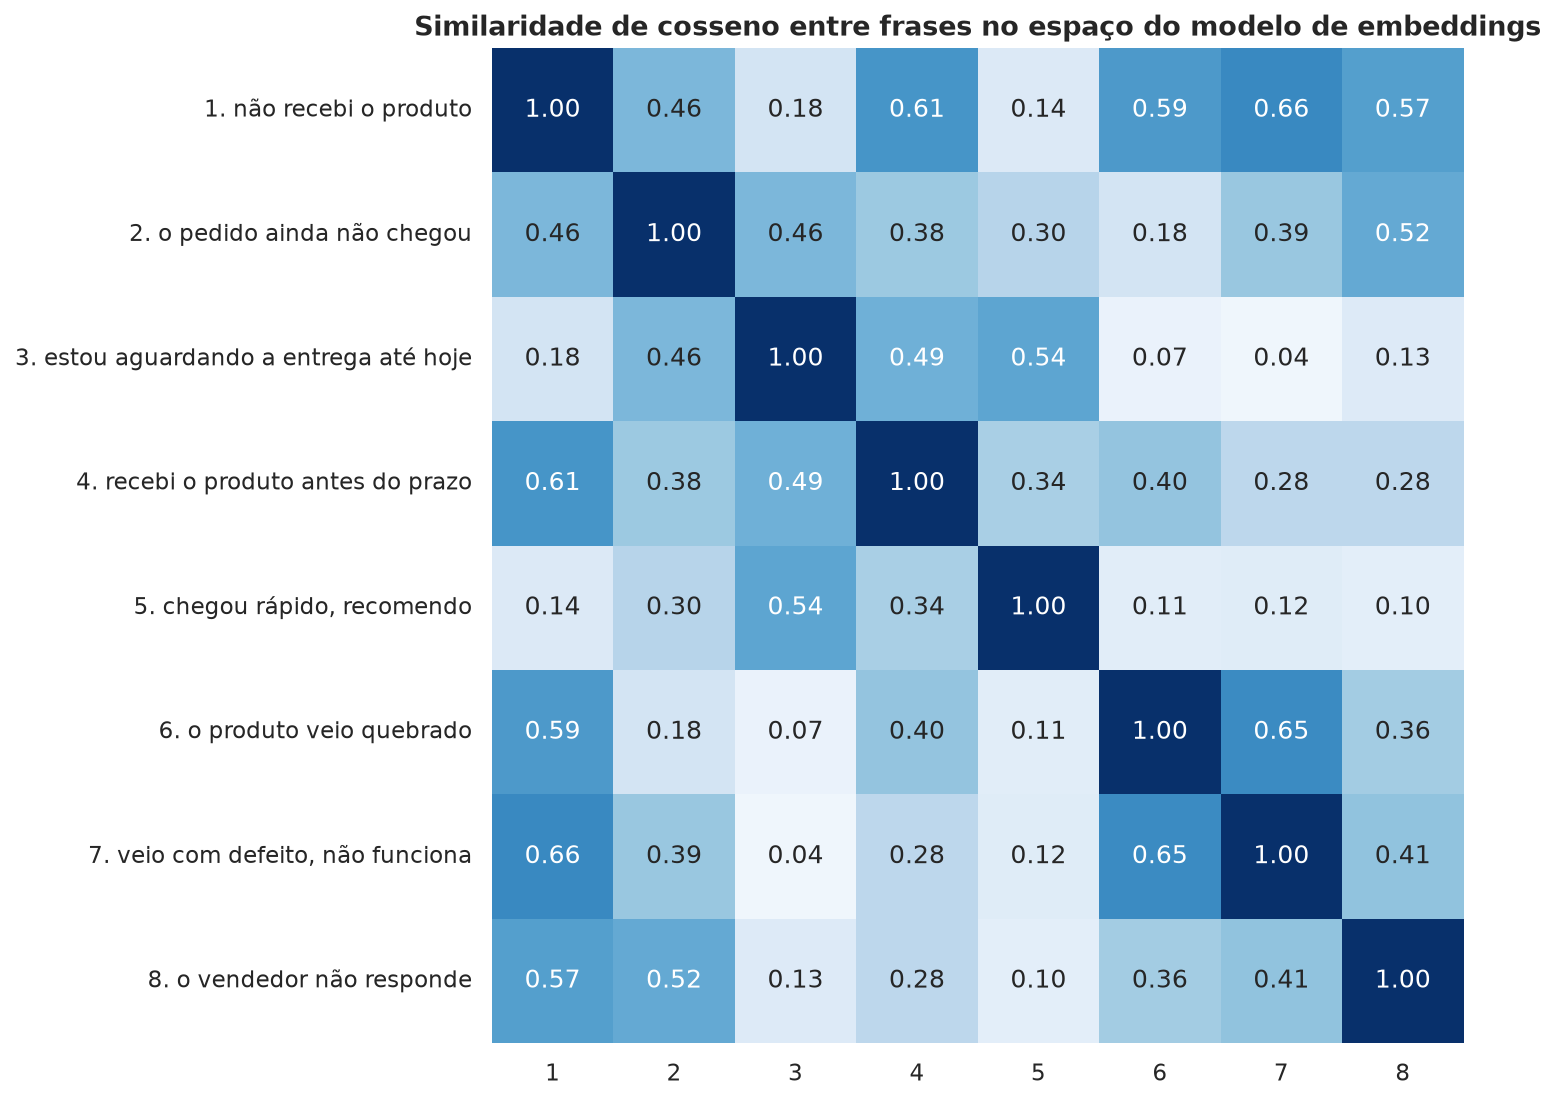 Similaridade de cosseno entre frases no espaço do modelo de embeddings
1. não recebi o produto 1.00 0.46 0.18 0.61 0.14 0.59 0.66 0.57
2. o pedido ainda não chegou 0.46 1.00 0.46 0.38 0.30 0.18 0.39 0.52
3. estou aguardando a entrega até hoje 0.18 0.46 1.00 0.49 0.54 0.07 0.04 0.13
4. recebi o produto antes do prazo 0.61 0.38 0.49 1.00 0.34 0.40 0.28 0.28
5. chegou rápido, recomendo 0.14 0.30 0.54 0.34 1.00 0.11 0.12 0.10
6. o produto veio quebrado 0.59 0.18 0.07 0.40 0.11 1.00 0.65 0.36
7. veio com defeito, não funciona 0.66 0.39 0.04 0.28 0.12 0.65 1.00 0.41
8. o vendedor não responde 0.57 0.52 0.13 0.28 0.10 0.36 0.41 1.00
1 2 3 4 5 6 7 8